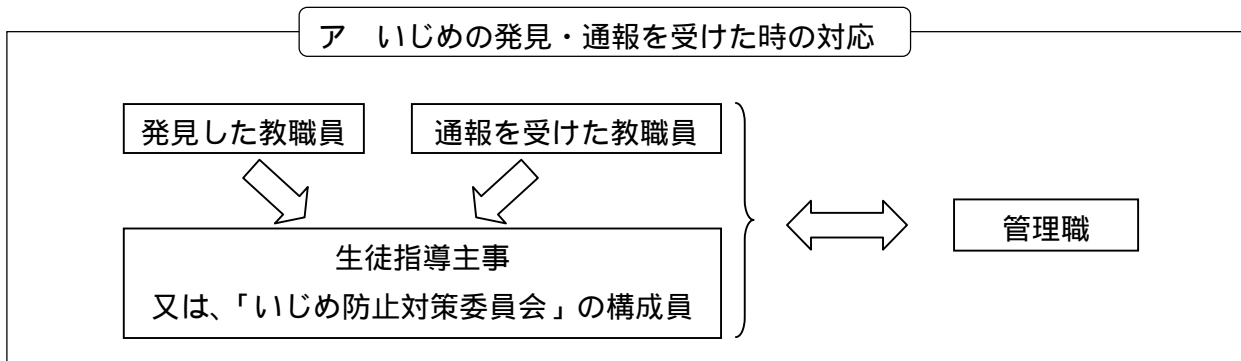 ア　いじめの発見・通報を受けた時の対応
発見した教職員
通報を受けた教職員
生徒指導主事
又は、「いじめ防止対策委員会」の構成員
管理職